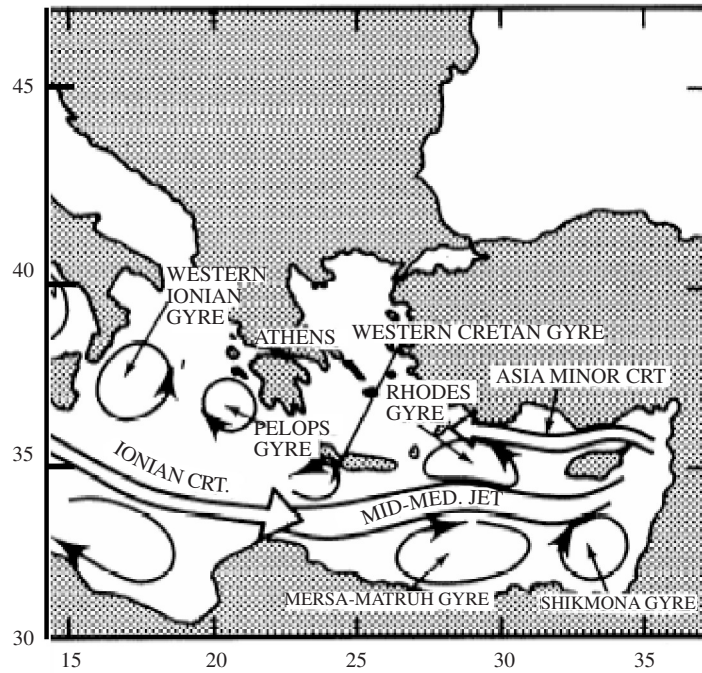 45
40
35
30
15
20
25
30
35
WESTERN
IONIAN
GYRE
ATHENS
WESTERN CRETAN GYRE
RHODES
GYRE
ASIA MINOR CRT
PELOPS
GYRE
IONIAN CRT.
MID-MED. JET
MERSA-MATRUH GYRE
SHIKMONA GYRE